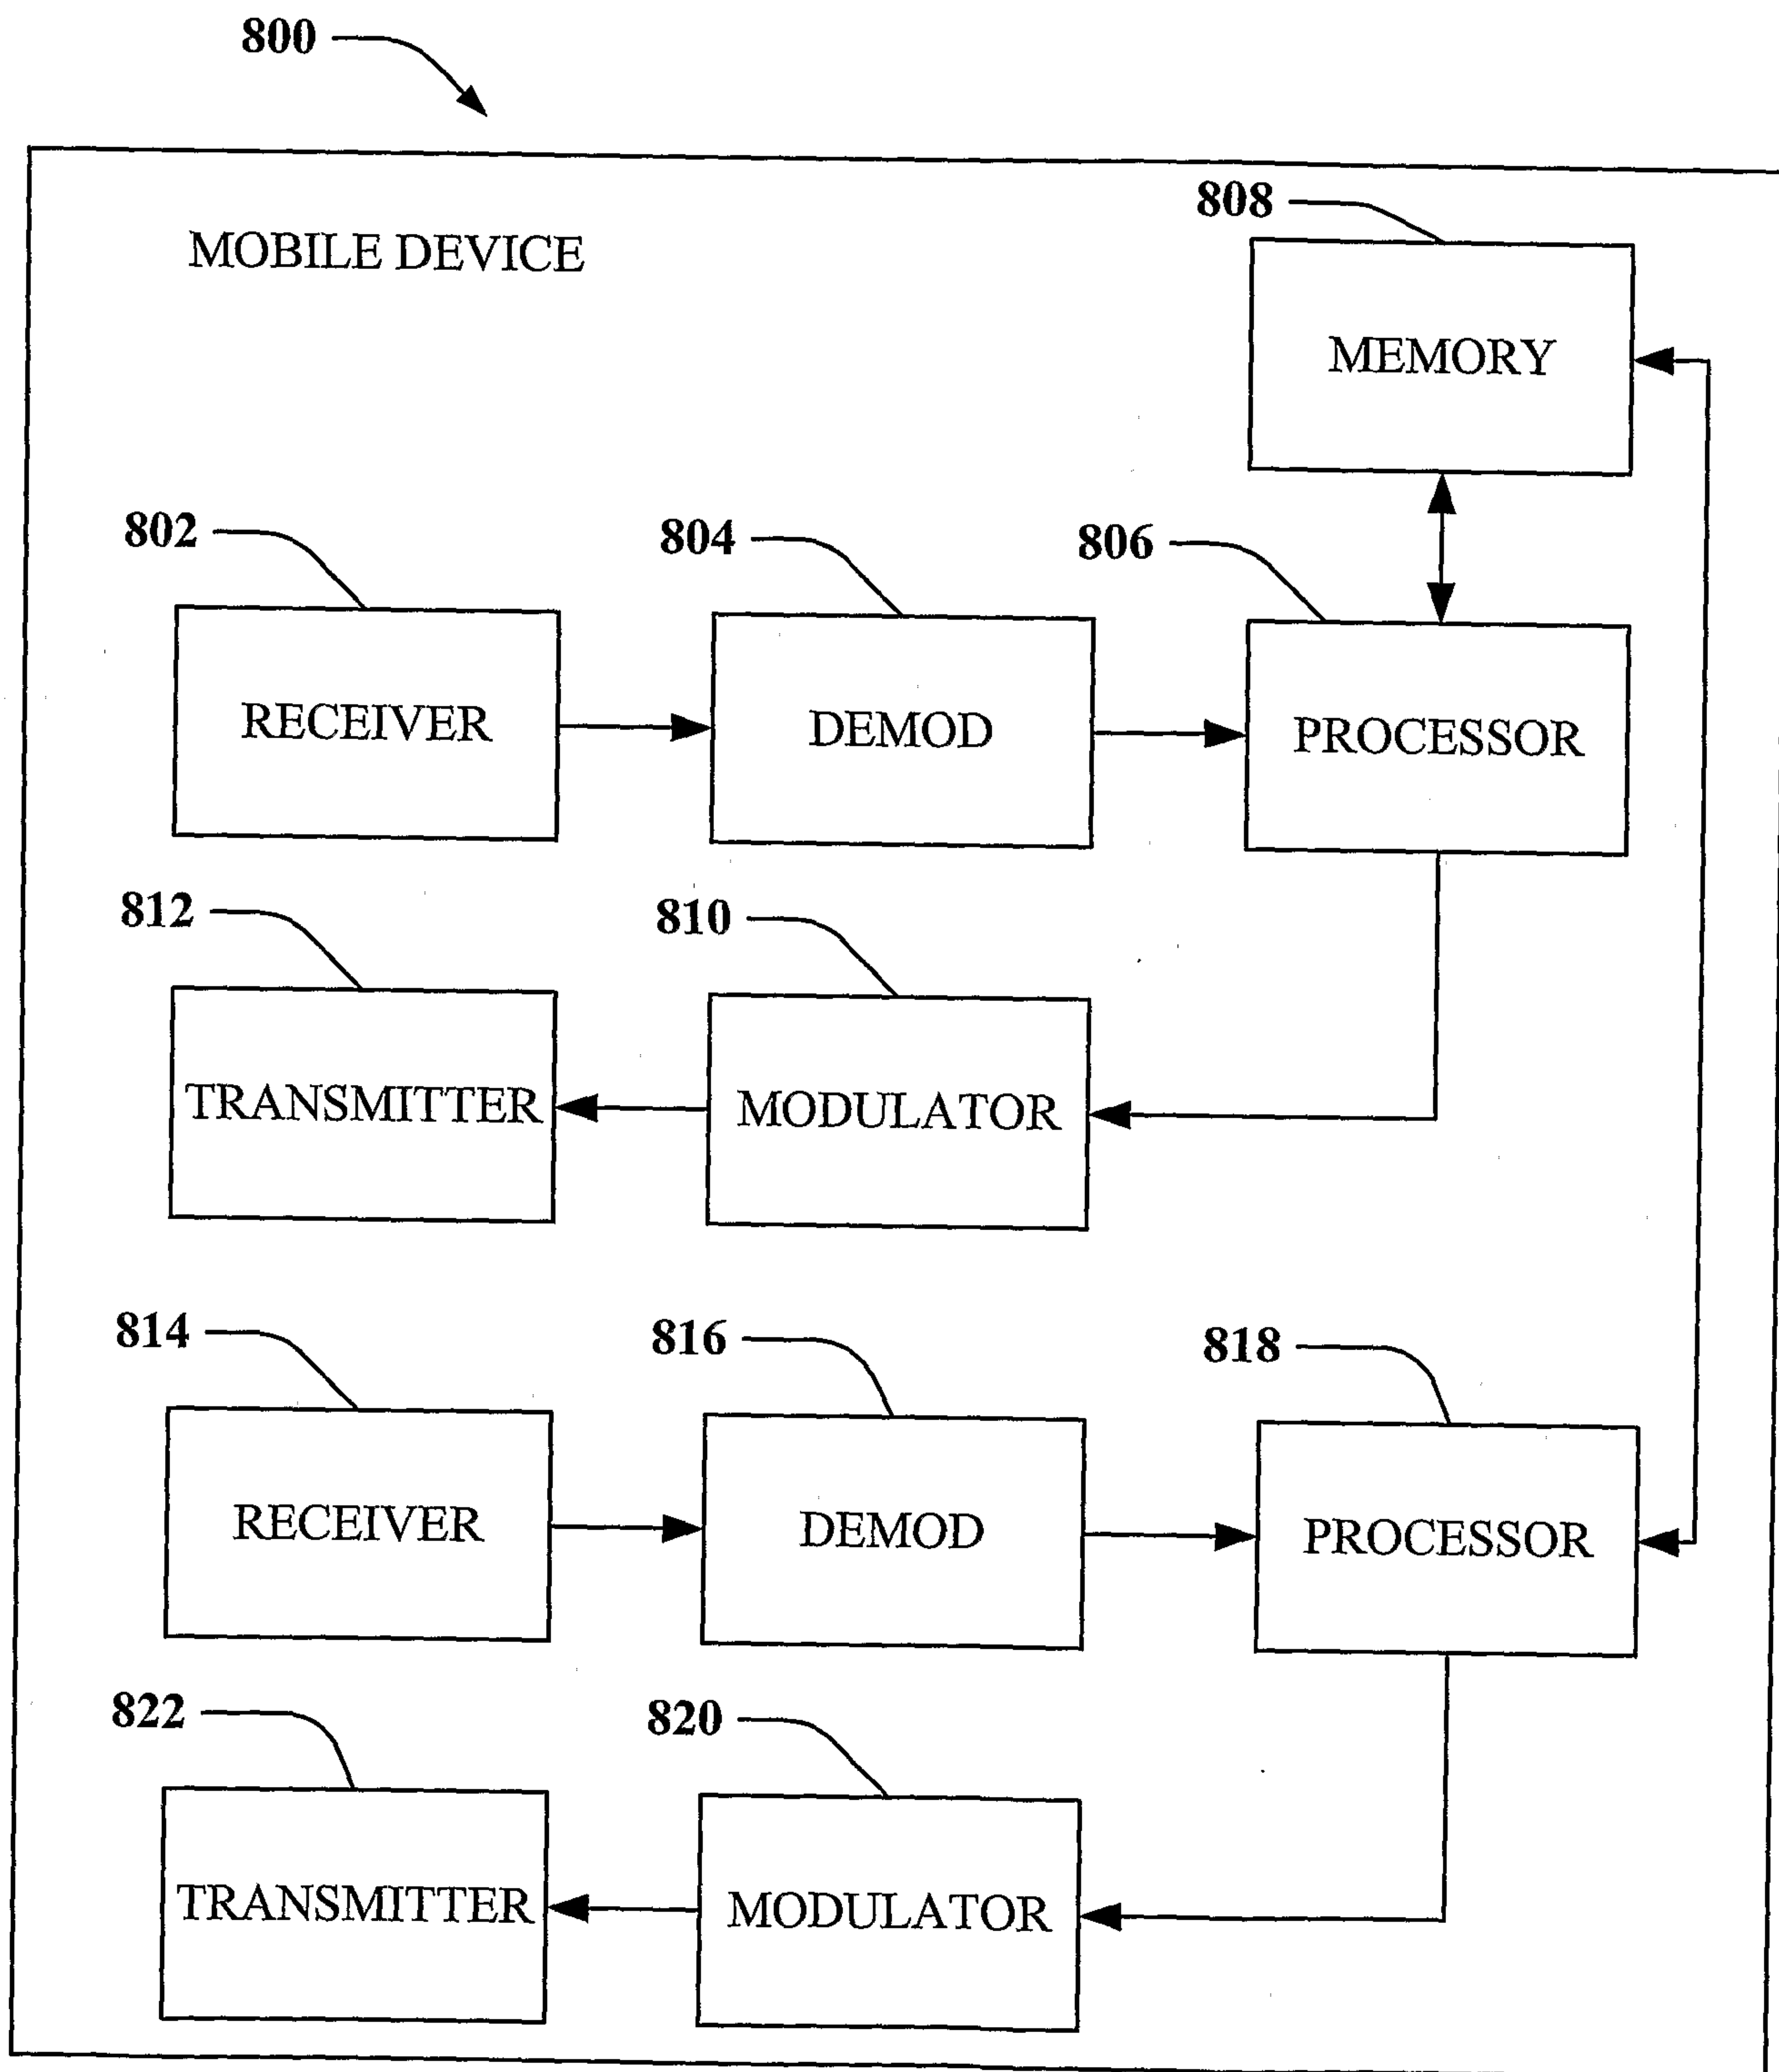 800
MOBILE DEVICE
808
MEMORY
802
804
806
RECEIVER
DEMOD
PROCESSOR
812
810
TRANSMITTER
MODULATOR
814
816
818
RECEIVER
DEMOD
PROCESSOR
822
820
TRANSMITTER
MODULATOR